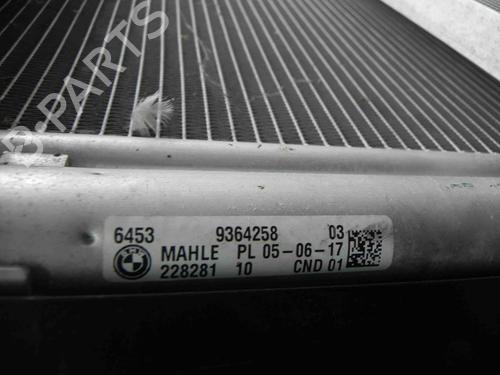 B-PARTS
6453 9364258 03
MAHLE PL 05-06-17
228281 10 CND 01